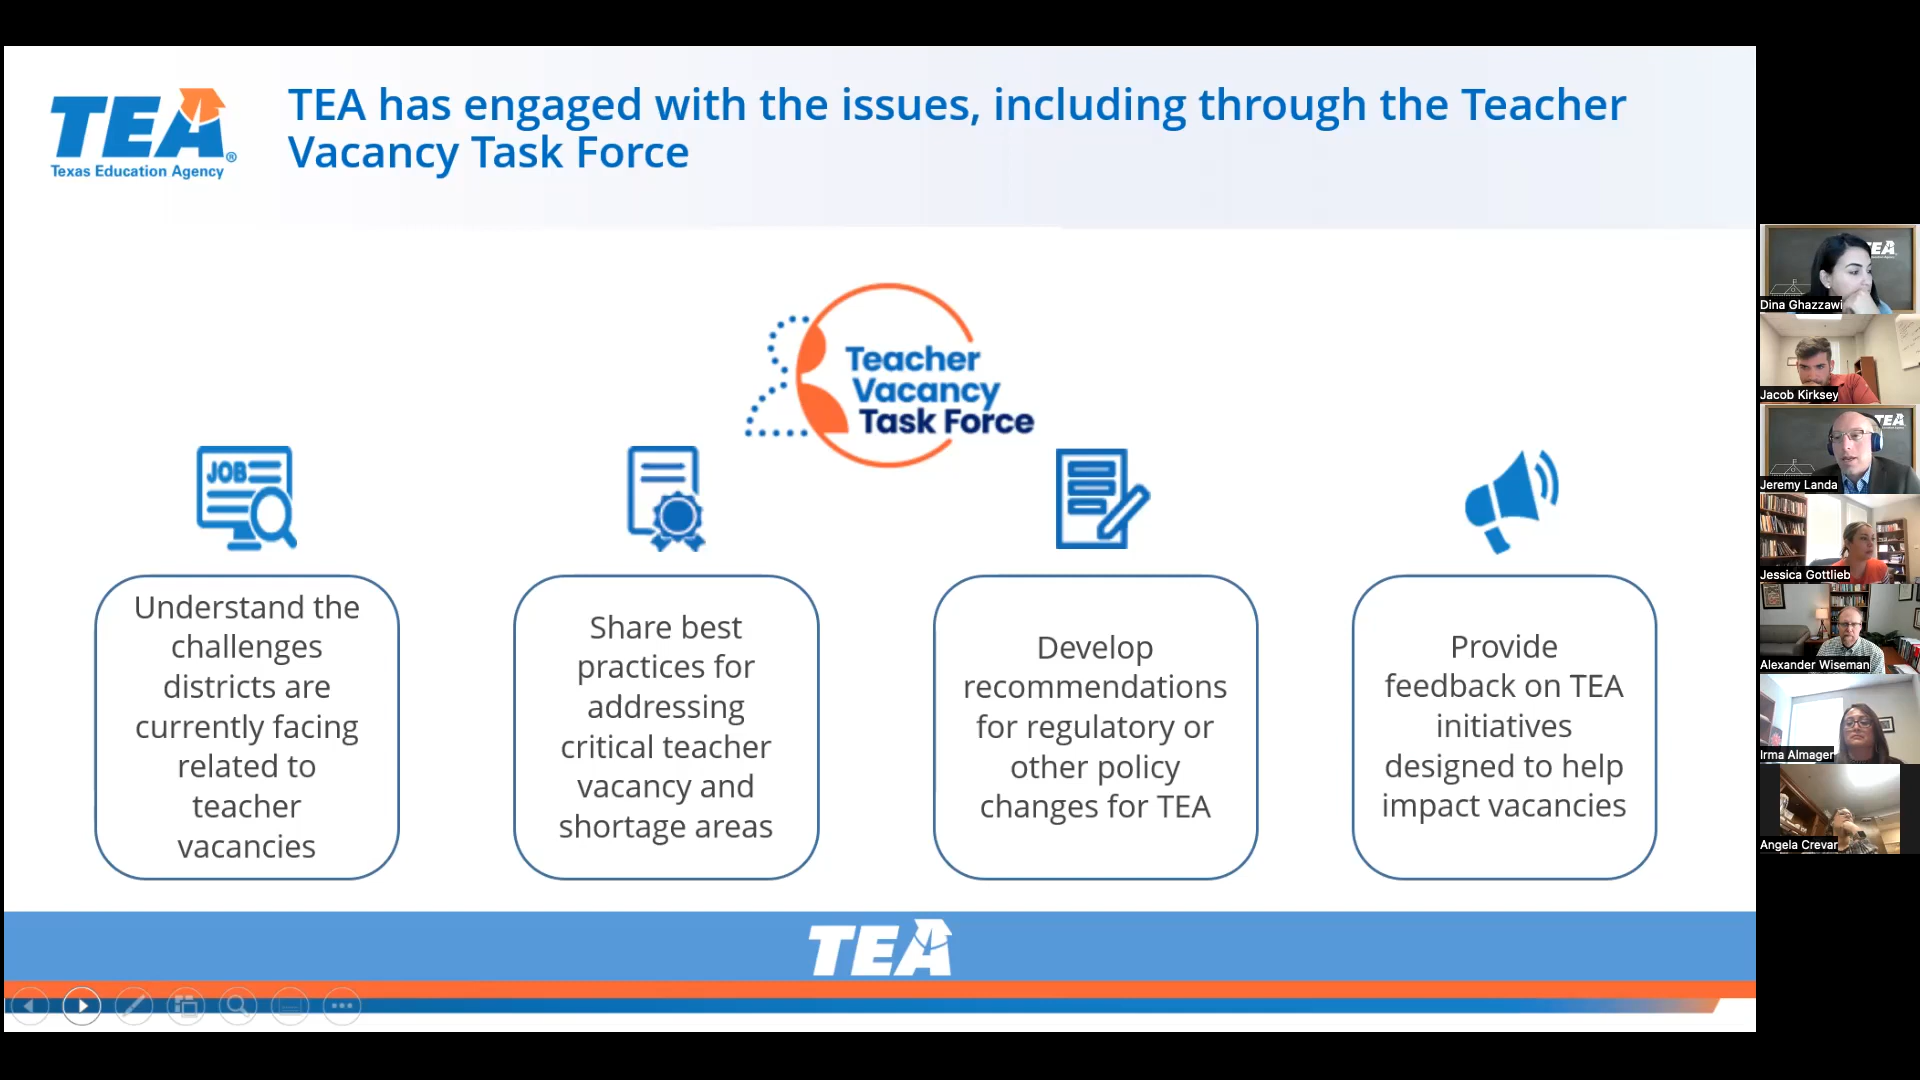 TEA has engaged with the issues, including through the Teacher
Vacancy Task Force
TEA®
Texas Education Agency
Teacher
Vacancy
Task Force
JOB
Understand the
challenges
districts are
currently facing
related to
teacher
vacancies
Share best
practices for
addressing
critical teacher
vacancy and
shortage areas
Develop
recommendations
for regulatory or
other policy
changes for TEA
Provide
feedback on TEA
initiatives
designed to help
impact vacancies
TEA
Dina Ghazzawi
Jacob Kirksey
TEA
Jeremy Landa
Jessica Gottlieb
Alexander Wiseman
Irma Almager
Angela Crevar